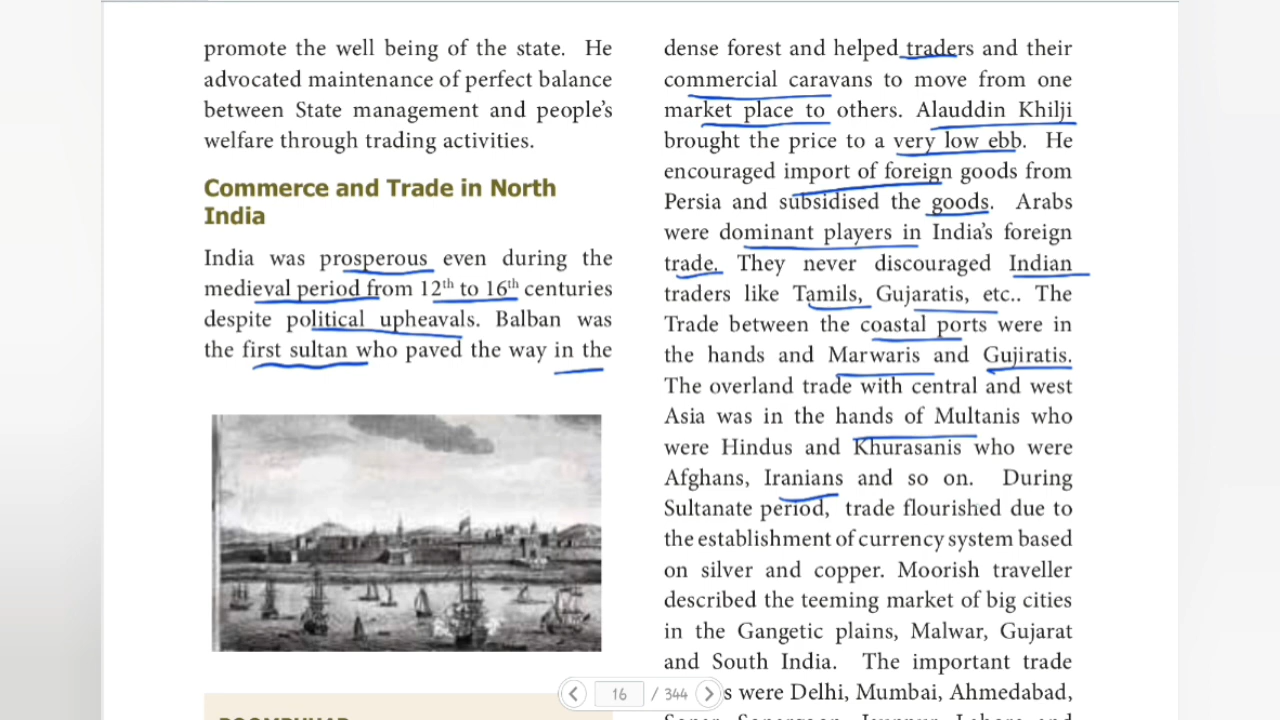 promote the well being of the state. He
advocated maintenance of perfect balance
between State management and people's
welfare through trading activities.
Commerce and Trade in North
India
India was prosperous even during the
medieval period from 12th to 16th centuries
despite political upheavals. Balban was
the first sultan who paved the way in the
dense forest and helped traders and their
commercial caravans to move from one
market place to others. Alauddin Khilji
brought the price to a very low ebb. He
encouraged import of foreign goods from
Persia and subsidised the goods. Arabs
were dominant players in India's foreign
trade. They never discouraged Indian
traders like Tamils, Gujaratis, etc.. The
Trade between the coastal ports were in
the hands and Marwaris and Gujiratis.
The overland trade with central and west
Asia was in the hands of Multanis who
were Hindus and Khurasanis who were
Afghans, Iranians and so on. During
Sultanate period, trade flourished due to
the establishment of currency system based
on silver and copper. Moorish traveller
described the teeming market of big cities
in the Gangetic plains, Malwar, Gujarat
and South India. The important trade
s were Delhi, Mumbai, Ahmedabad,
16 / 344